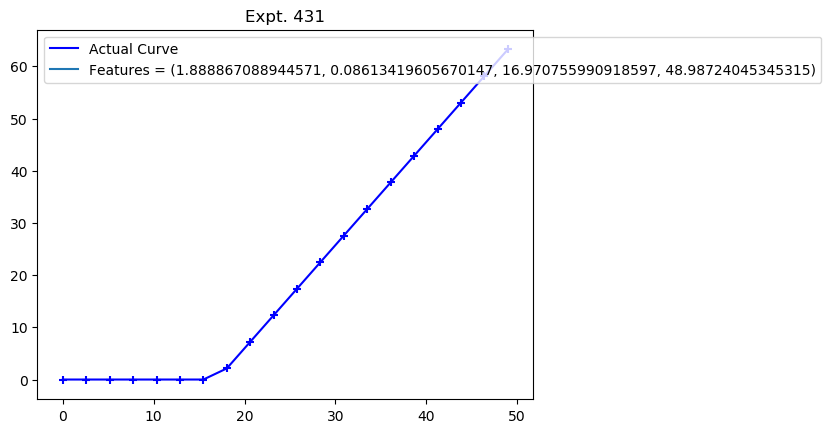 Expt. 431
Actual Curve
Features = (1.888867088944571, 0.08613419605670147, 16.970755990918597, 48.98724045345315)
60
50
40
30
20
10
0
0 10 20 30 40 50